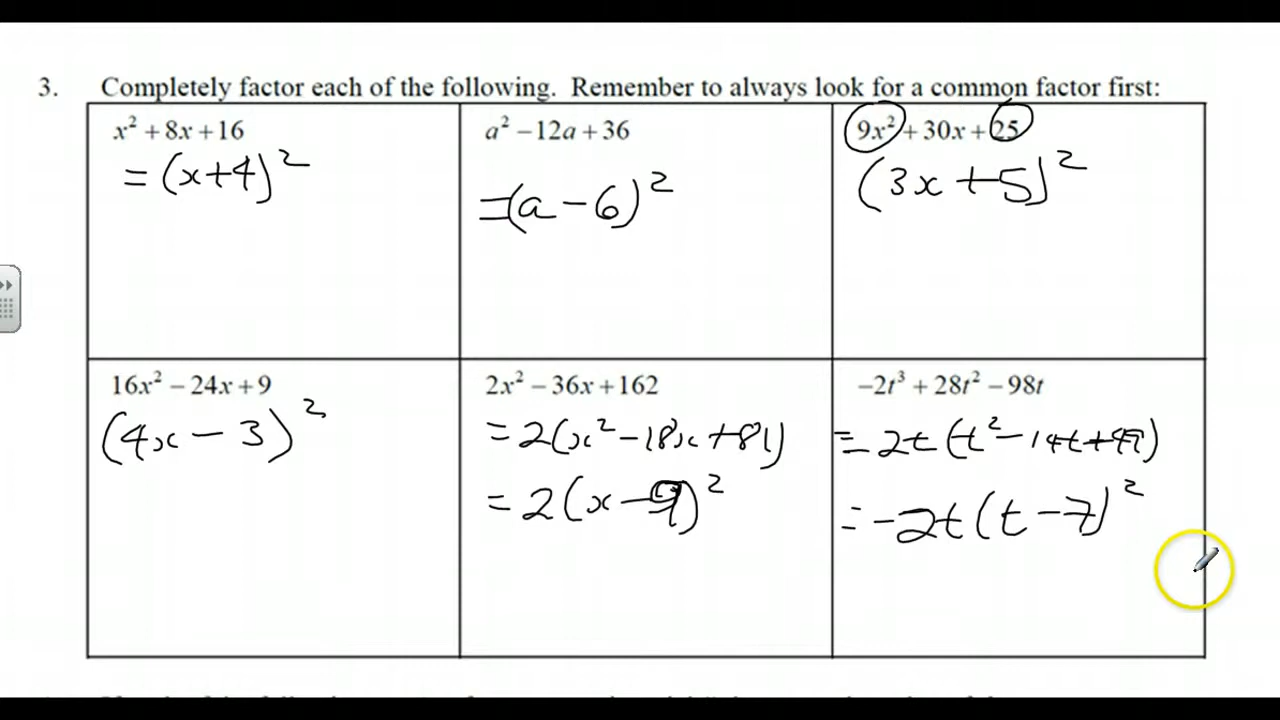 3. Completely factor each of the following. Remember to always look for a common factor first:
x² + 8x + 16
= (x+4)²
a² − 12a + 36
=(a − 6)²
9x² + 30x + 25
(3x + 5)²
16x² − 24x + 9
(4x − 3)²
2x² − 36x + 162
= 2(x² − 18x + 81)
= 2(x − 9)²
−2t³ + 28t² − 98t
= 2t(t² − 14t + 49)
= −2t(t − 7)²